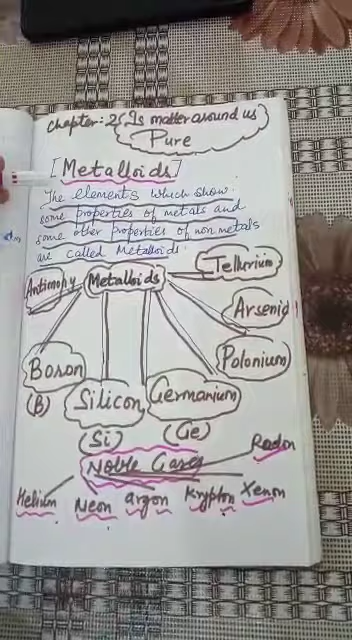 Chapter: 2 Is matter around us
Pure
[Metalloids]
The elements which show
some properties of metals and
some other properties of non metals
are called Metalloids.
Tellurium
Antimony
Metalloids
Arsenic
Polonium
Boron
(B)
Silicon
(Si)
Germanium
(Ge)
Noble Gases
Radon
Helium
Neon
argon
Krypton
Xenon